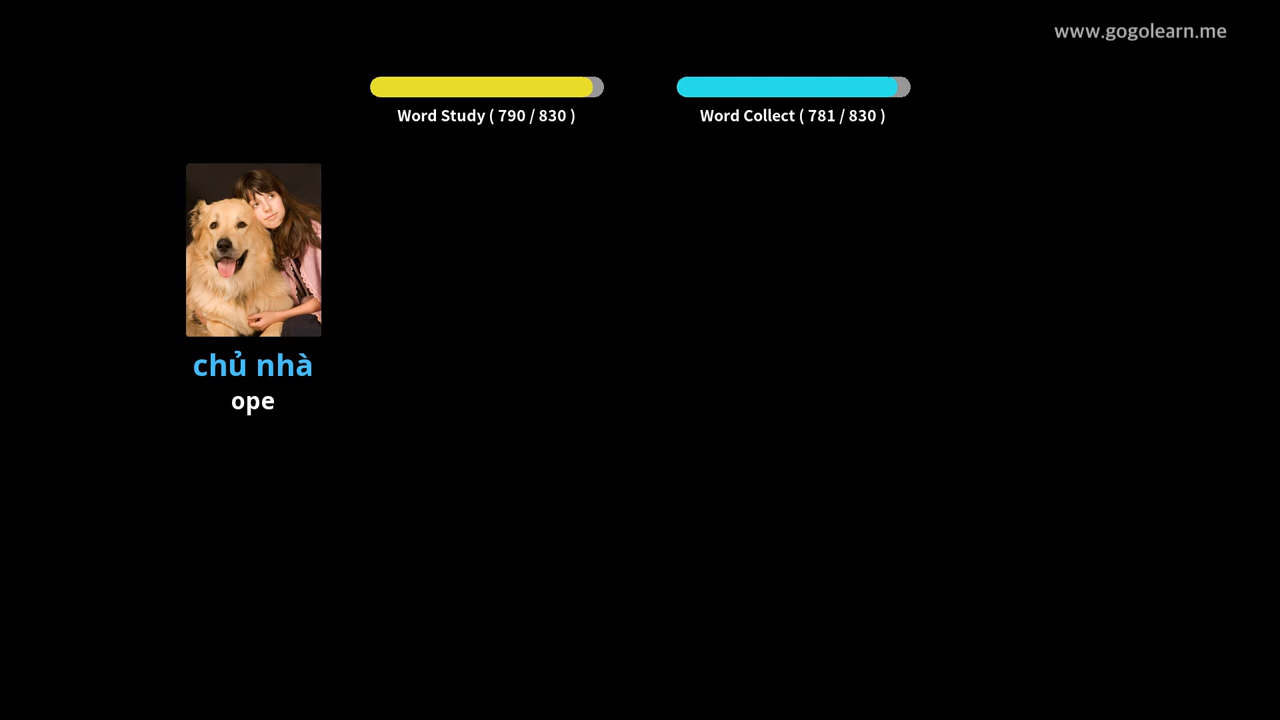 www.gogolearn.me
Word Study ( 790 / 830 )
Word Collect ( 781 / 830 )
chủ nhà
ope